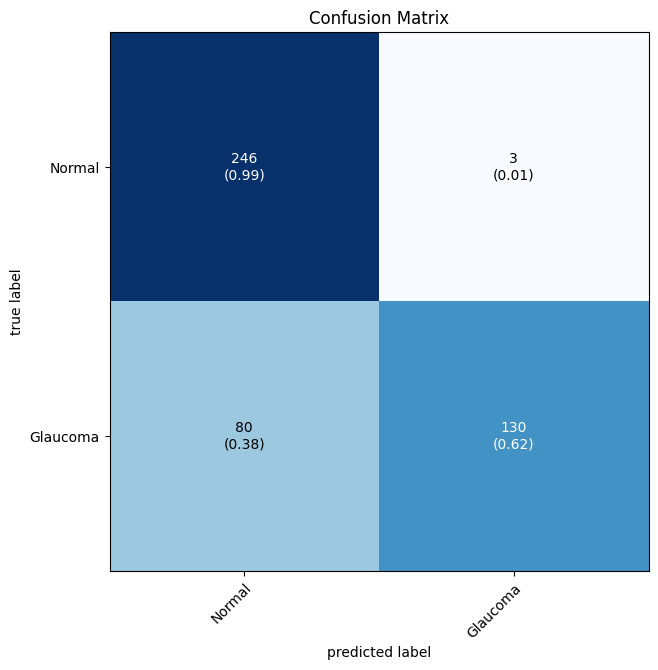 Confusion Matrix
Normal
246
(0.99)
3
(0.01)
true label
Glaucoma
80
(0.38)
130
(0.62)
Normal
Glaucoma
predicted label